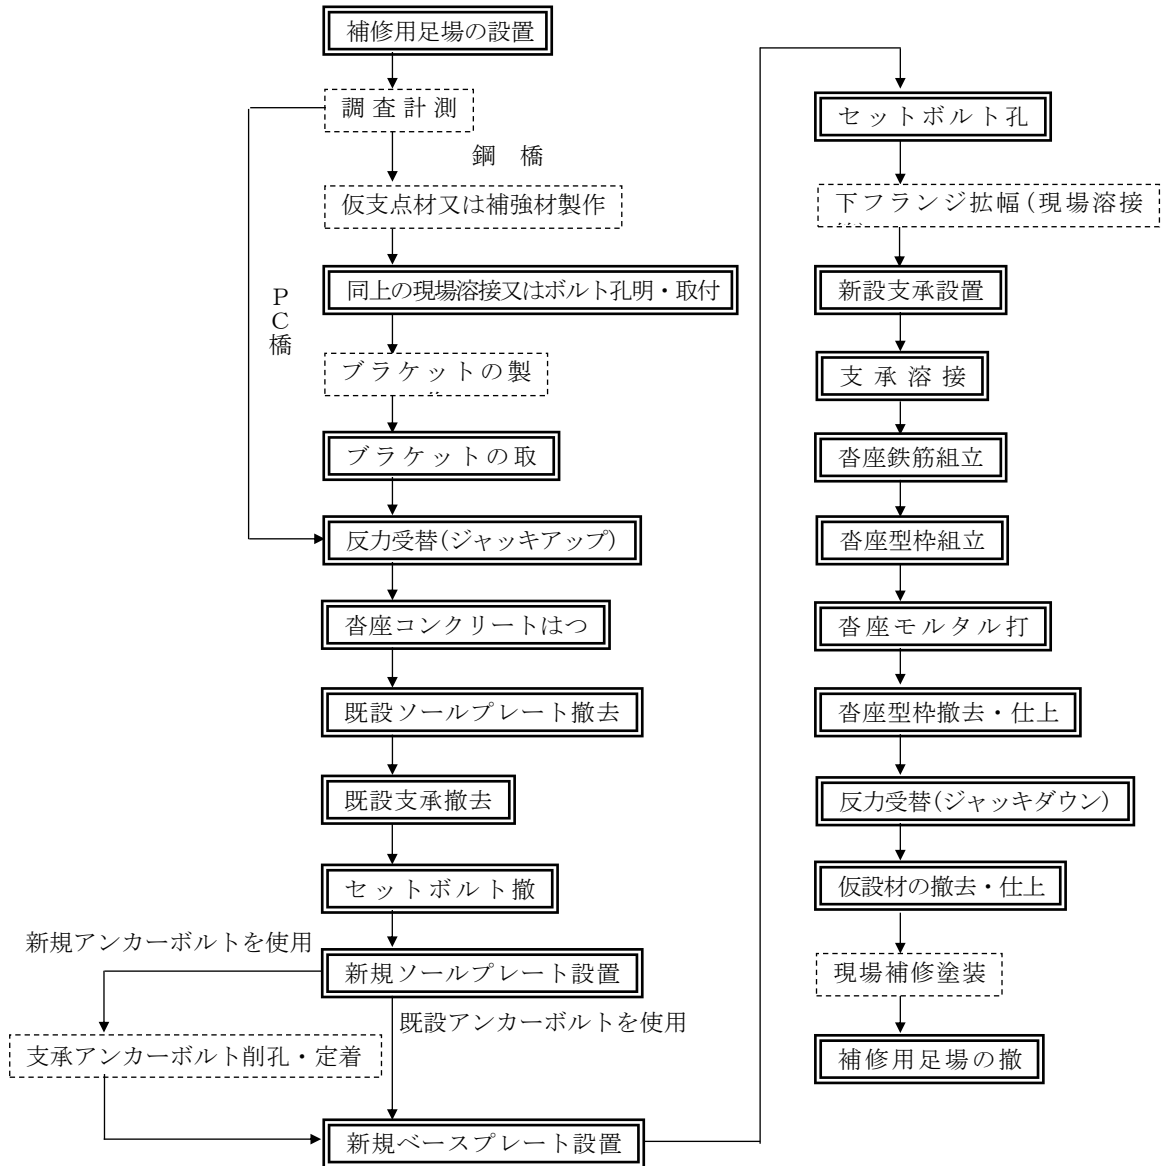 補修用足場の設置
調査計測
鋼 橋
仮支点材又は補強材製作
同上の現場溶接又はボルト孔明・取付
PC橋
ブラケットの製
ブラケットの取
反力受替(ジャッキアップ)
沓座コンクリートはつ
既設ソールプレート撤去
既設支承撤去
セットボルト撤
新規アンカーボルトを使用
新規ソールプレート設置
既設アンカーボルトを使用
支承アンカーボルト削孔・定着
新規ベースプレート設置
セットボルト孔
下フランジ拡幅(現場溶接
新設支承設置
支承溶接
沓座鉄筋組立
沓座型枠組立
沓座モルタル打
沓座型枠撤去・仕上
反力受替(ジャッキダウン)
仮設材の撤去・仕上
現場補修塗装
補修用足場の撤